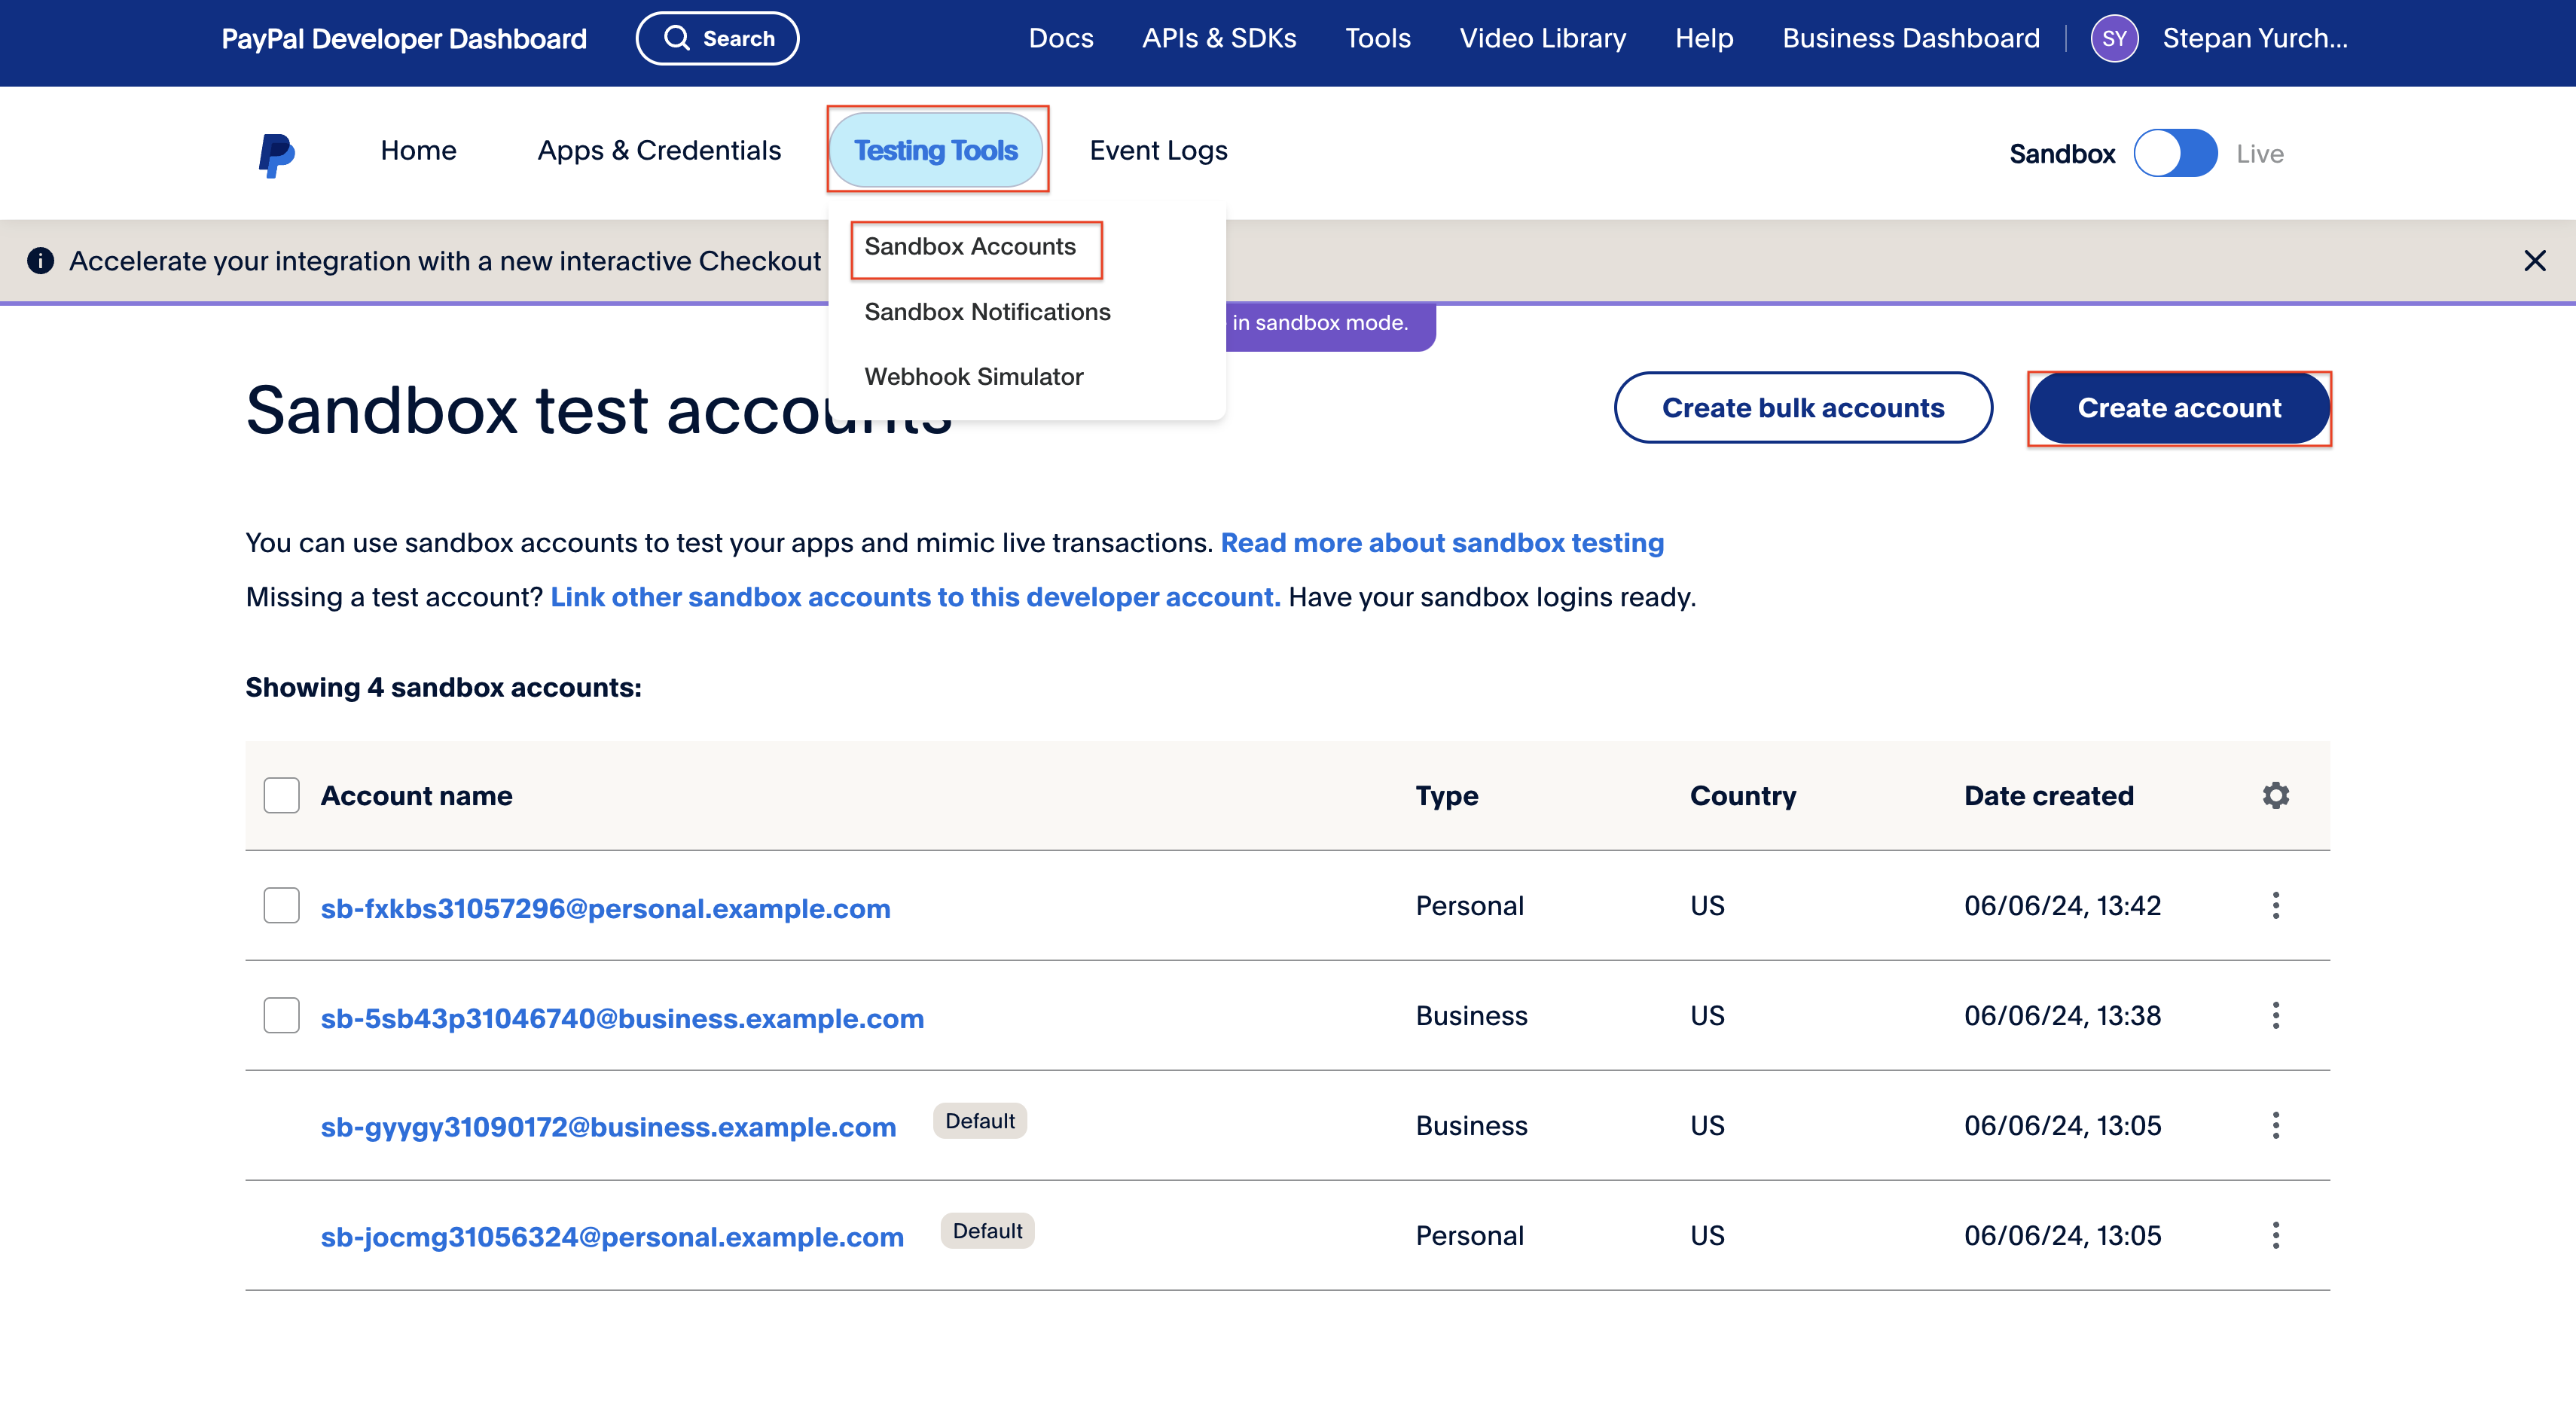 PayPal Developer Dashboard Search Docs APIs & SDKs Tools Video Library Help Business Dashboard SY Stepan Yurch...
Home Apps & Credentials Testing Tools Event Logs Sandbox Live
Accelerate your integration with a new interactive Checkout
Sandbox Accounts
Sandbox Notifications
Webhook Simulator
in sandbox mode.
Sandbox test accounts
Create bulk accounts Create account
You can use sandbox accounts to test your apps and mimic live transactions. Read more about sandbox testing
Missing a test account? Link other sandbox accounts to this developer account. Have your sandbox logins ready.
Showing 4 sandbox accounts:
Account name Type Country Date created
sb-fxkbs31057296@personal.example.com Personal US 06/06/24, 13:42
sb-5sb43p31046740@business.example.com Business US 06/06/24, 13:38
sb-gyygy31090172@business.example.com Default Business US 06/06/24, 13:05
sb-jocmg31056324@personal.example.com Default Personal US 06/06/24, 13:05